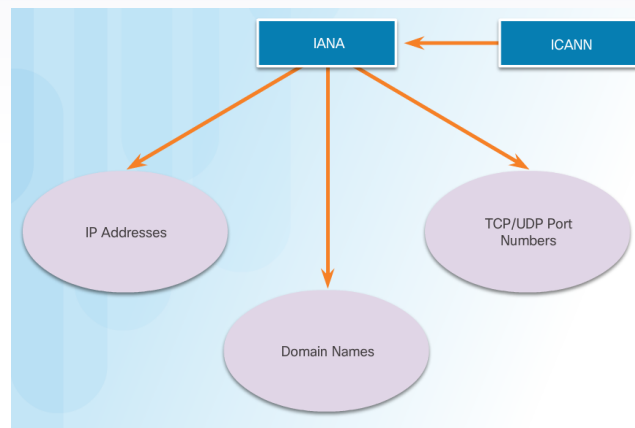 IANA
ICANN
IP Addresses
TCP/UDP Port
Numbers
Domain Names